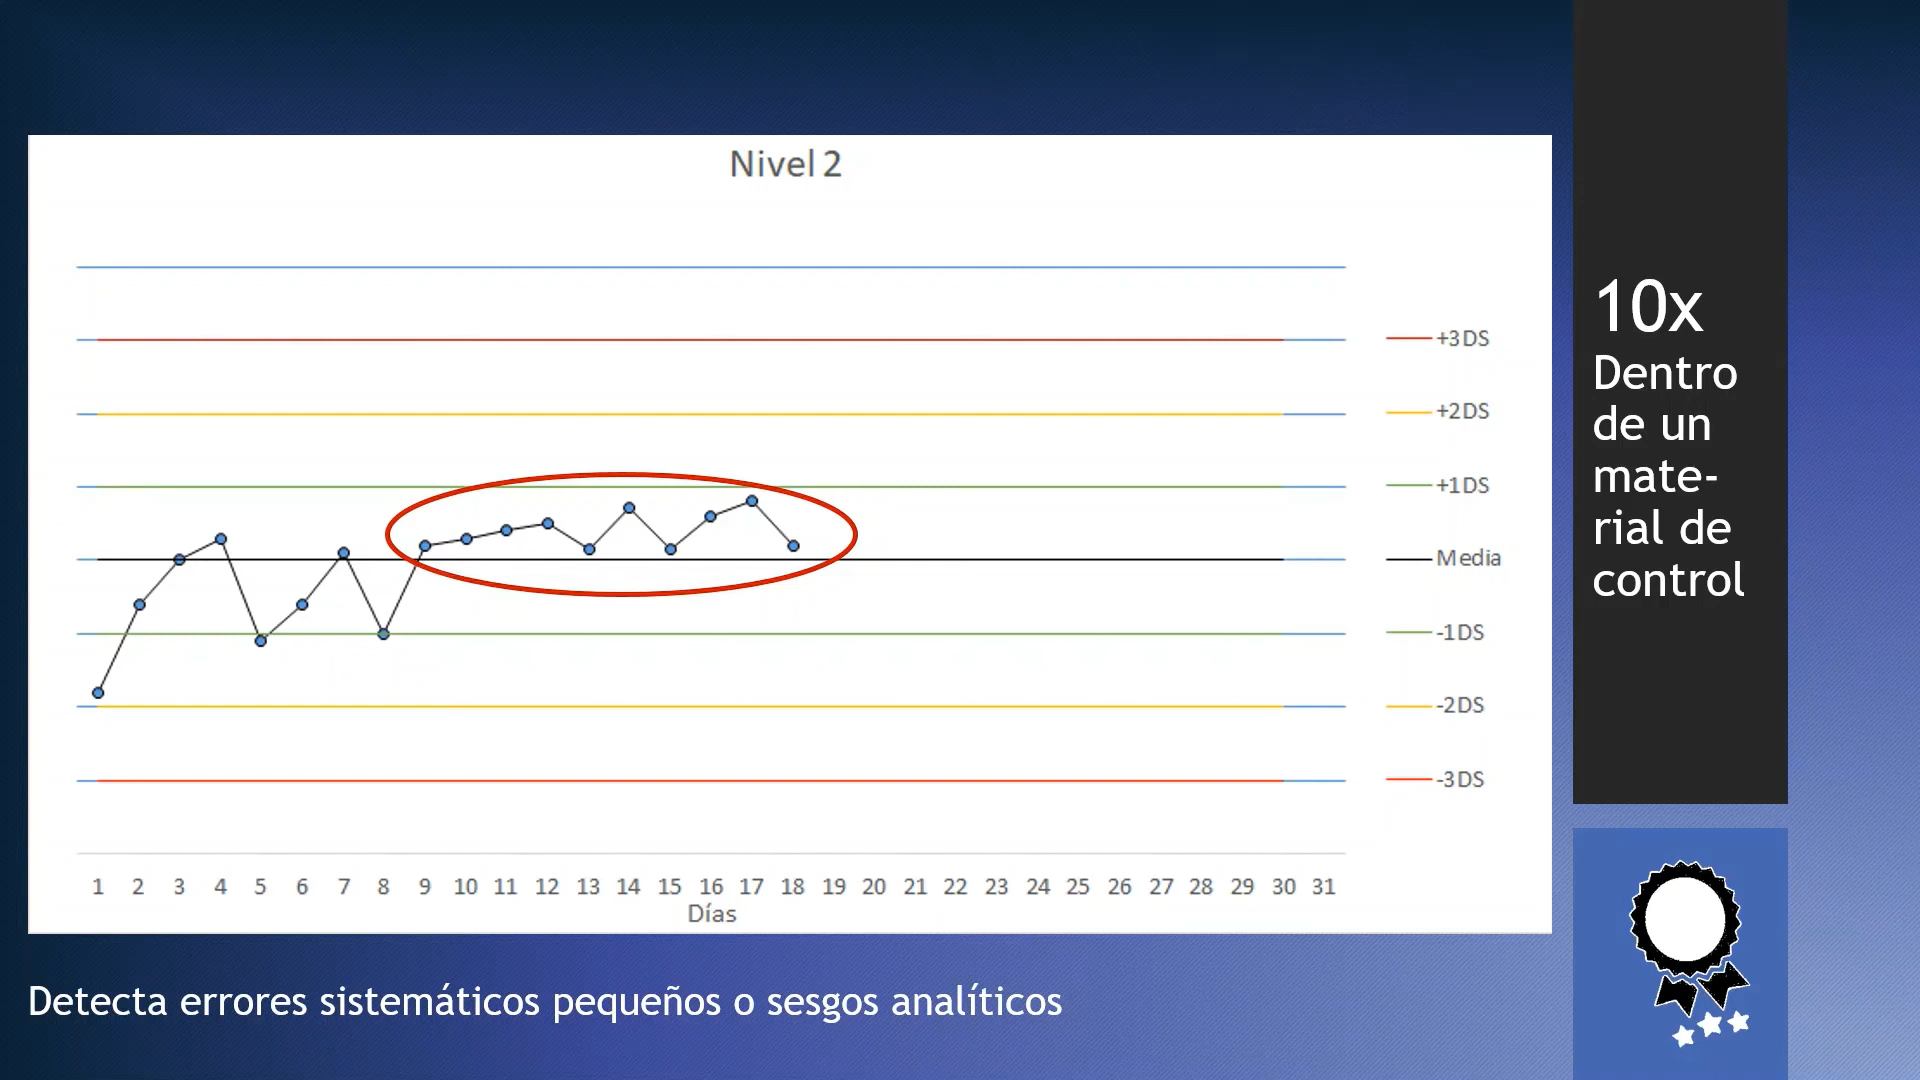 Nivel 2
+3DS
+2DS
+1DS
Media
-1DS
-2DS
-3DS
1 2 3 4 5 6 7 8 9 10 11 12 13 14 15 16 17 18 19 20 21 22 23 24 25 26 27 28 29 30 31
Días
10x
Dentro
de un
mate-
rial de
control
Detecta errores sistemáticos pequeños o sesgos analíticos